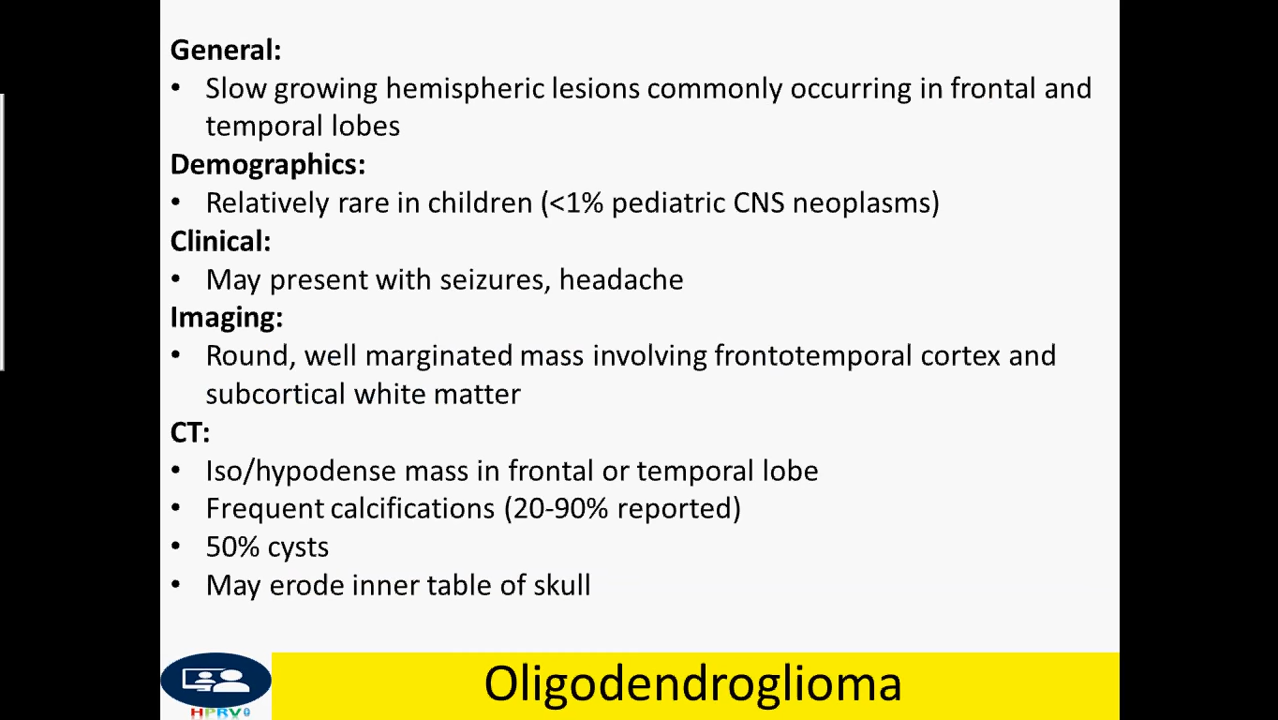 General:
• Slow growing hemispheric lesions commonly occurring in frontal and
temporal lobes
Demographics:
• Relatively rare in children (<1% pediatric CNS neoplasms)
Clinical:
• May present with seizures, headache
Imaging:
• Round, well marginated mass involving frontotemporal cortex and
subcortical white matter
CT:
• Iso/hypodense mass in frontal or temporal lobe
• Frequent calcifications (20-90% reported)
• 50% cysts
• May erode inner table of skull
Oligodendroglioma